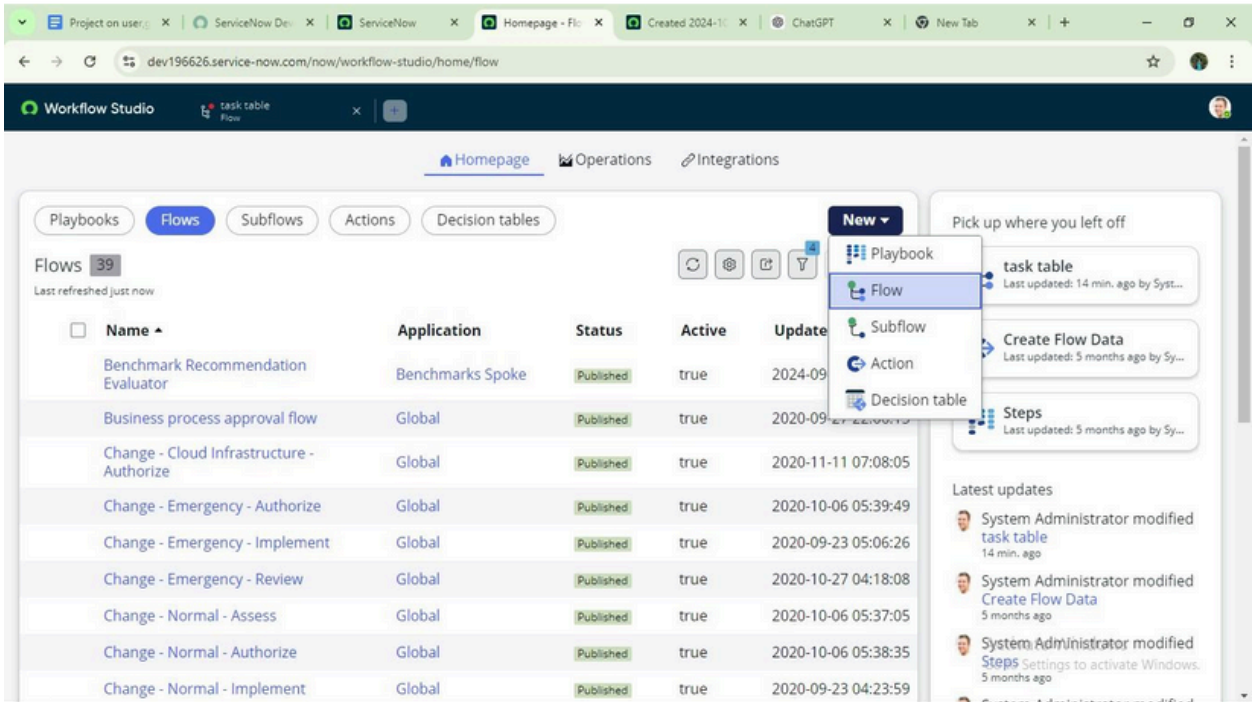 Project on user,g
ServiceNow Dev
ServiceNow
Homepage - Flo
Created 2024-10
ChatGPT
New Tab
dev196626.service-now.com/now/workflow-studio/home/flow
Workflow Studio
task table
Flow
Homepage
Operations
Integrations
Playbooks
Flows
Subflows
Actions
Decision tables
New
Pick up where you left off
Playbook
Flow
Subflow
Action
Decision table
Flows 39
Last refreshed just now
4
task table
Last updated: 14 min. ago by Syst...
Create Flow Data
Last updated: 5 months ago by Sy...
Steps
Last updated: 5 months ago by Sy...
Name Application Status Active Update
Benchmark Recommendation
Evaluator
Benchmarks Spoke Published true 2024-09
Business process approval flow Global Published true 2020-09-27
Change - Cloud Infrastructure -
Authorize
Global Published true 2020-11-11 07:08:05
Change - Emergency - Authorize Global Published true 2020-10-06 05:39:49
Change - Emergency - Implement Global Published true 2020-09-23 05:06:26
Change - Emergency - Review Global Published true 2020-10-27 04:18:08
Change - Normal - Assess Global Published true 2020-10-06 05:37:05
Change - Normal - Authorize Global Published true 2020-10-06 05:38:35
Change - Normal - Implement Global Published true 2020-09-23 04:23:59
Latest updates
System Administrator modified
task table
14 min. ago
System Administrator modified
Create Flow Data
5 months ago
System Administrator modified
Steps
Settings to activate Windows.
5 months ago